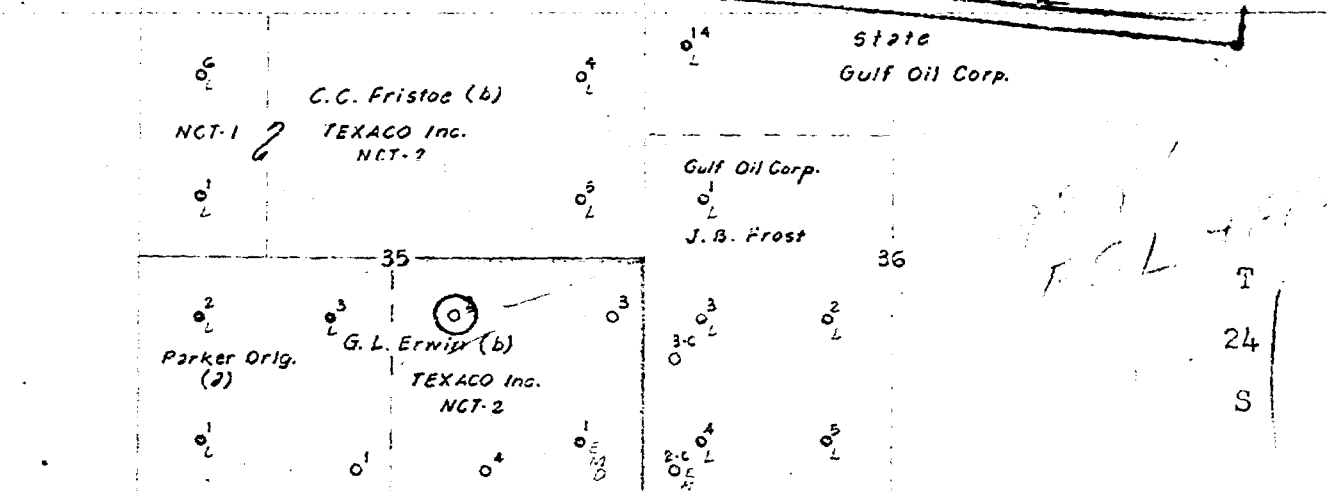 State
Gulf Oil Corp.
14
L
6
L
4
L
C.C. Fristoe (b)
NCT-1
TEXACO Inc.
Gulf Oil Corp.
1
L
5
L
1
L
J.B. Frost
35
36
T
24
S
2
L
3
L
3
3
L
2
L
3-C
G.L. Erwin (b)
Parker Orig.
(a)
TEXACO Inc.
NCT-2
1
L
1
4
1
4
L
5
L
2-C